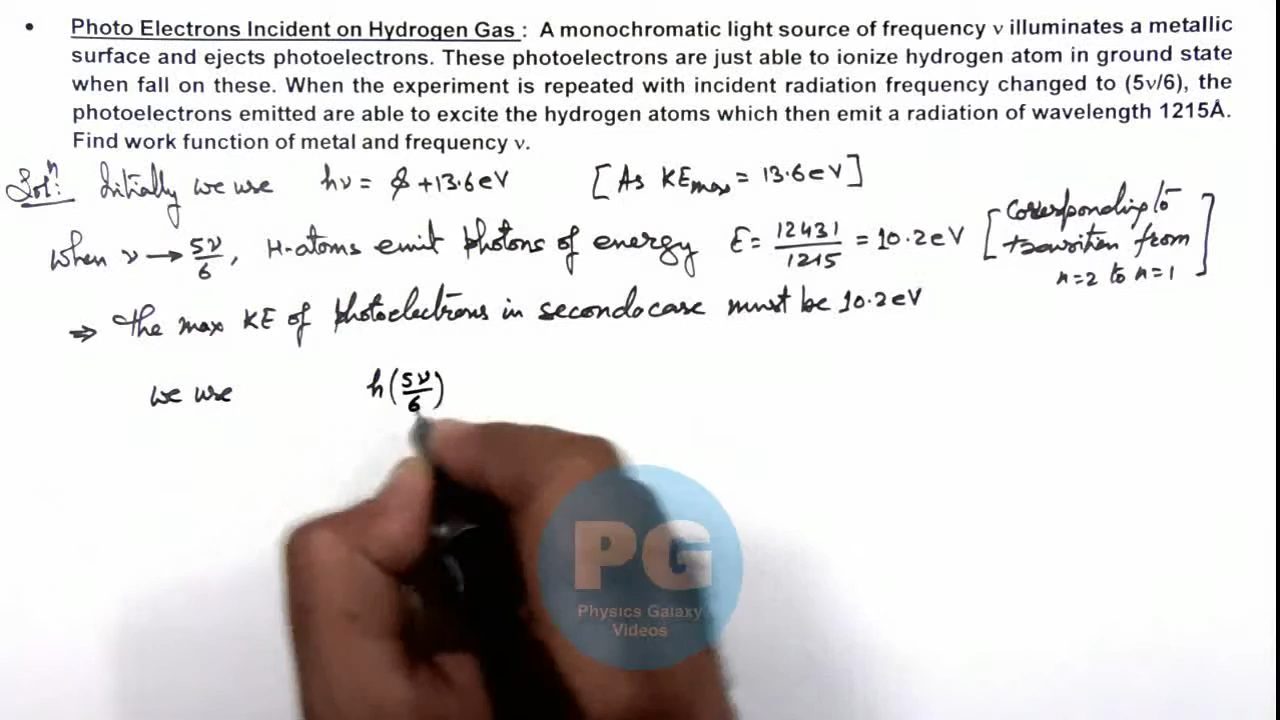 • Photo Electrons Incident on Hydrogen Gas : A monochromatic light source of frequency ν illuminates a metallic
surface and ejects photoelectrons. These photoelectrons are just able to ionize hydrogen atom in ground state
when fall on these. When the experiment is repeated with incident radiation frequency changed to (5ν/6), the
photoelectrons emitted are able to excite the hydrogen atoms which then emit a radiation of wavelength 1215Å.
Find work function of metal and frequency ν.
Solⁿ: Initially we use hν = φ + 13.6 eV [As KEmax = 13.6 eV]
When ν → 5ν/6, H-atoms emit photons of energy E = 12431/1215 = 10.2 eV [Corresponding to
transition from
n=2 to n=1]
⇒ The max KE of photoelectrons in second case must be 10.2 eV
we use h(5ν/6)
PG
Physics Galaxy
Videos